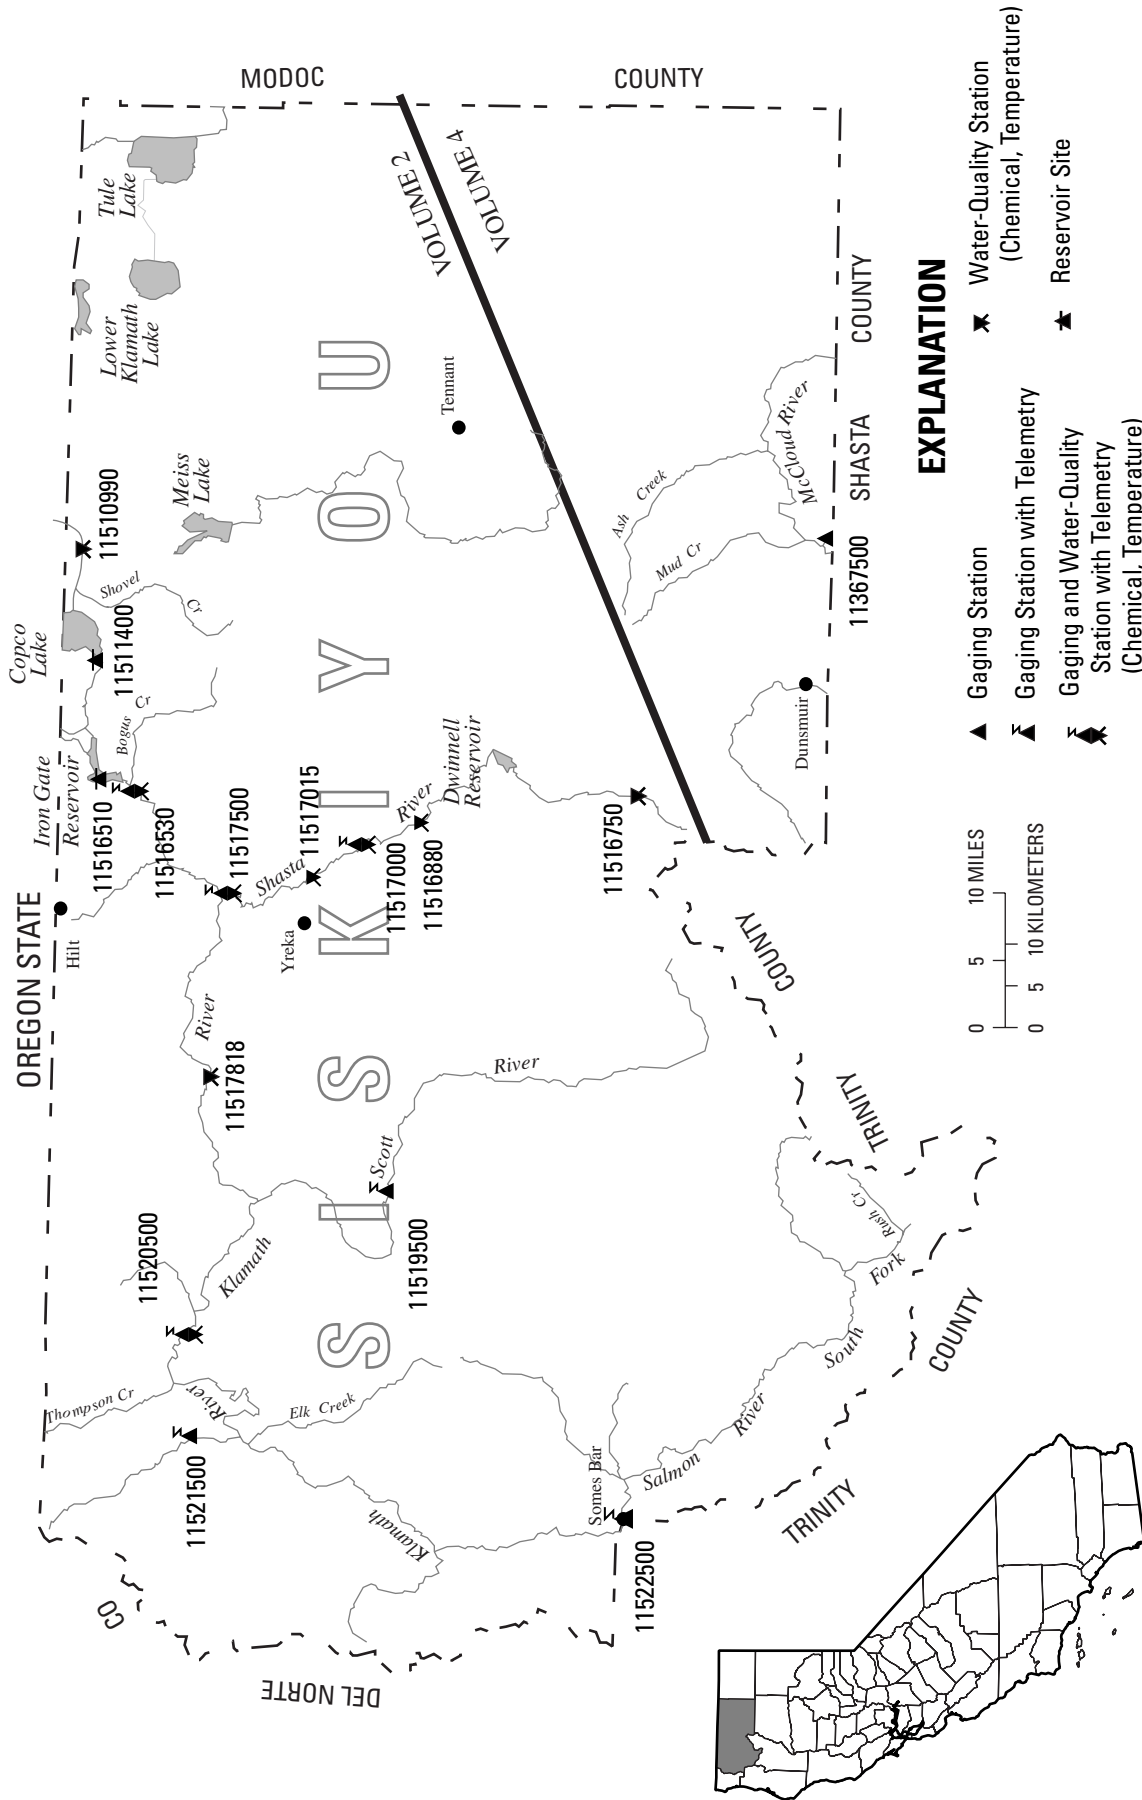 OREGON STATE
MODOC
COUNTY
Tule
Lake
Lower
Klamath
Lake
Meiss
Lake
11510990
Shovel
Cr
Copco
Lake
11511400
Bogus Cr
Iron Gate
Reservoir
11516510
11516530
Hilt
11517500
Shasta
River
11517015
11517000
11516880
Dwinnell
Reservoir
11516750
Yreka
River
11517818
Klamath
11520500
Scott
River
11519500
Thompson Cr
River
Elk Creek
11521500
Klamath
Somes Bar
11522500
Salmon
River
South
Fork
Rush Cr
SISKIYOU
VOLUME 2
VOLUME 4
Tennant
Ash Creek
Mud Cr
McCloud River
11367500
Dunsmuir
SHASTA COUNTY
DEL NORTE
CO
TRINITY
COUNTY
TRINITY
COUNTY
0 5 10 MILES
0 5 10 KILOMETERS
EXPLANATION
Gaging Station
Gaging Station with Telemetry
Gaging and Water-Quality
Station with Telemetry
(Chemical, Temperature)
Water-Quality Station
(Chemical, Temperature)
Reservoir Site